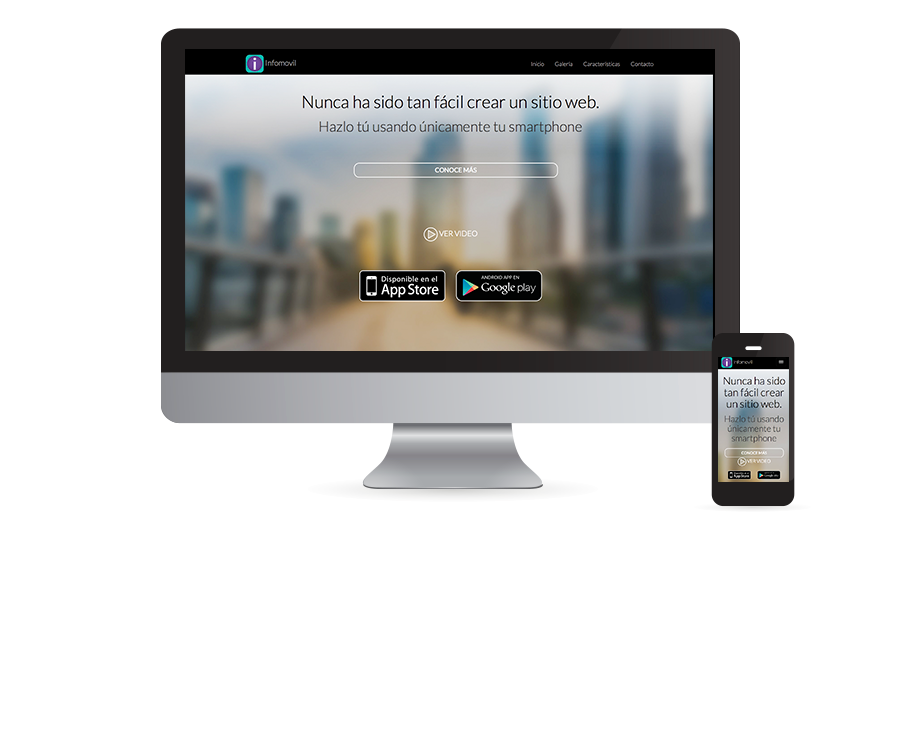 Infomovil
Inicio Galería Características Contacto
Nunca ha sido tan fácil crear un sitio web.
Hazlo tú usando únicamente tu smartphone
CONOCE MÁS
VER VIDEO
Disponible en el
App Store
ANDROID APP EN
Google play
Infomovil
Nunca ha sido
tan fácil crear
un sitio web.
Hazlo tú usando
únicamente tu
smartphone
CONOCE MÁS
VER VIDEO
Disponible en el
App Store
Google play